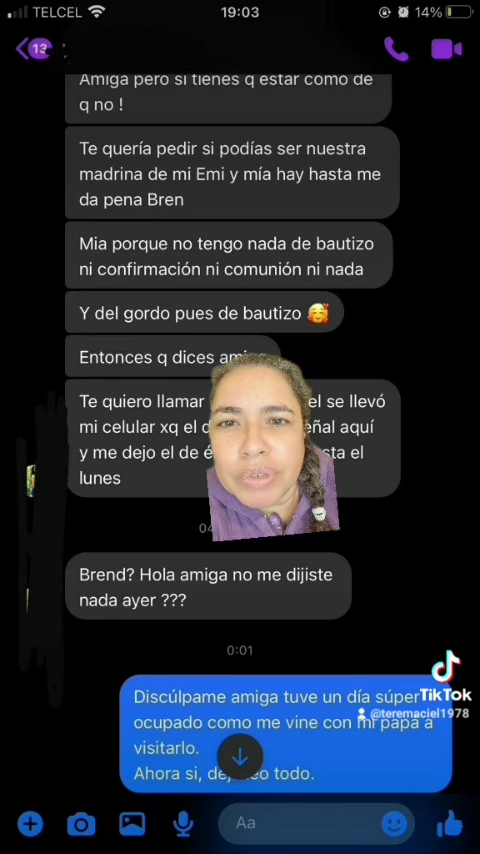 TELCEL 19:03 14%
13
Amiga pero si tienes q estar como de
q no !
Te quería pedir si podías ser nuestra
madrina de mi Emi y mía hay hasta me
da pena Bren
Mia porque no tengo nada de bautizo
ni confirmación ni comunión ni nada
Y del gordo pues de bautizo 🥰
Entonces q dices
Te quiero llamar el se llevó
mi celular xq el aquí
y me dejo el de el
lunes
Brend? Hola amiga no me dijiste
nada ayer ???
0:01
Discúlpame amiga tuve un día súper
ocupado como me vine con mi papá a
visitarlo.
Ahora si, todo.
TikTok
@teremaciel1978
Aa